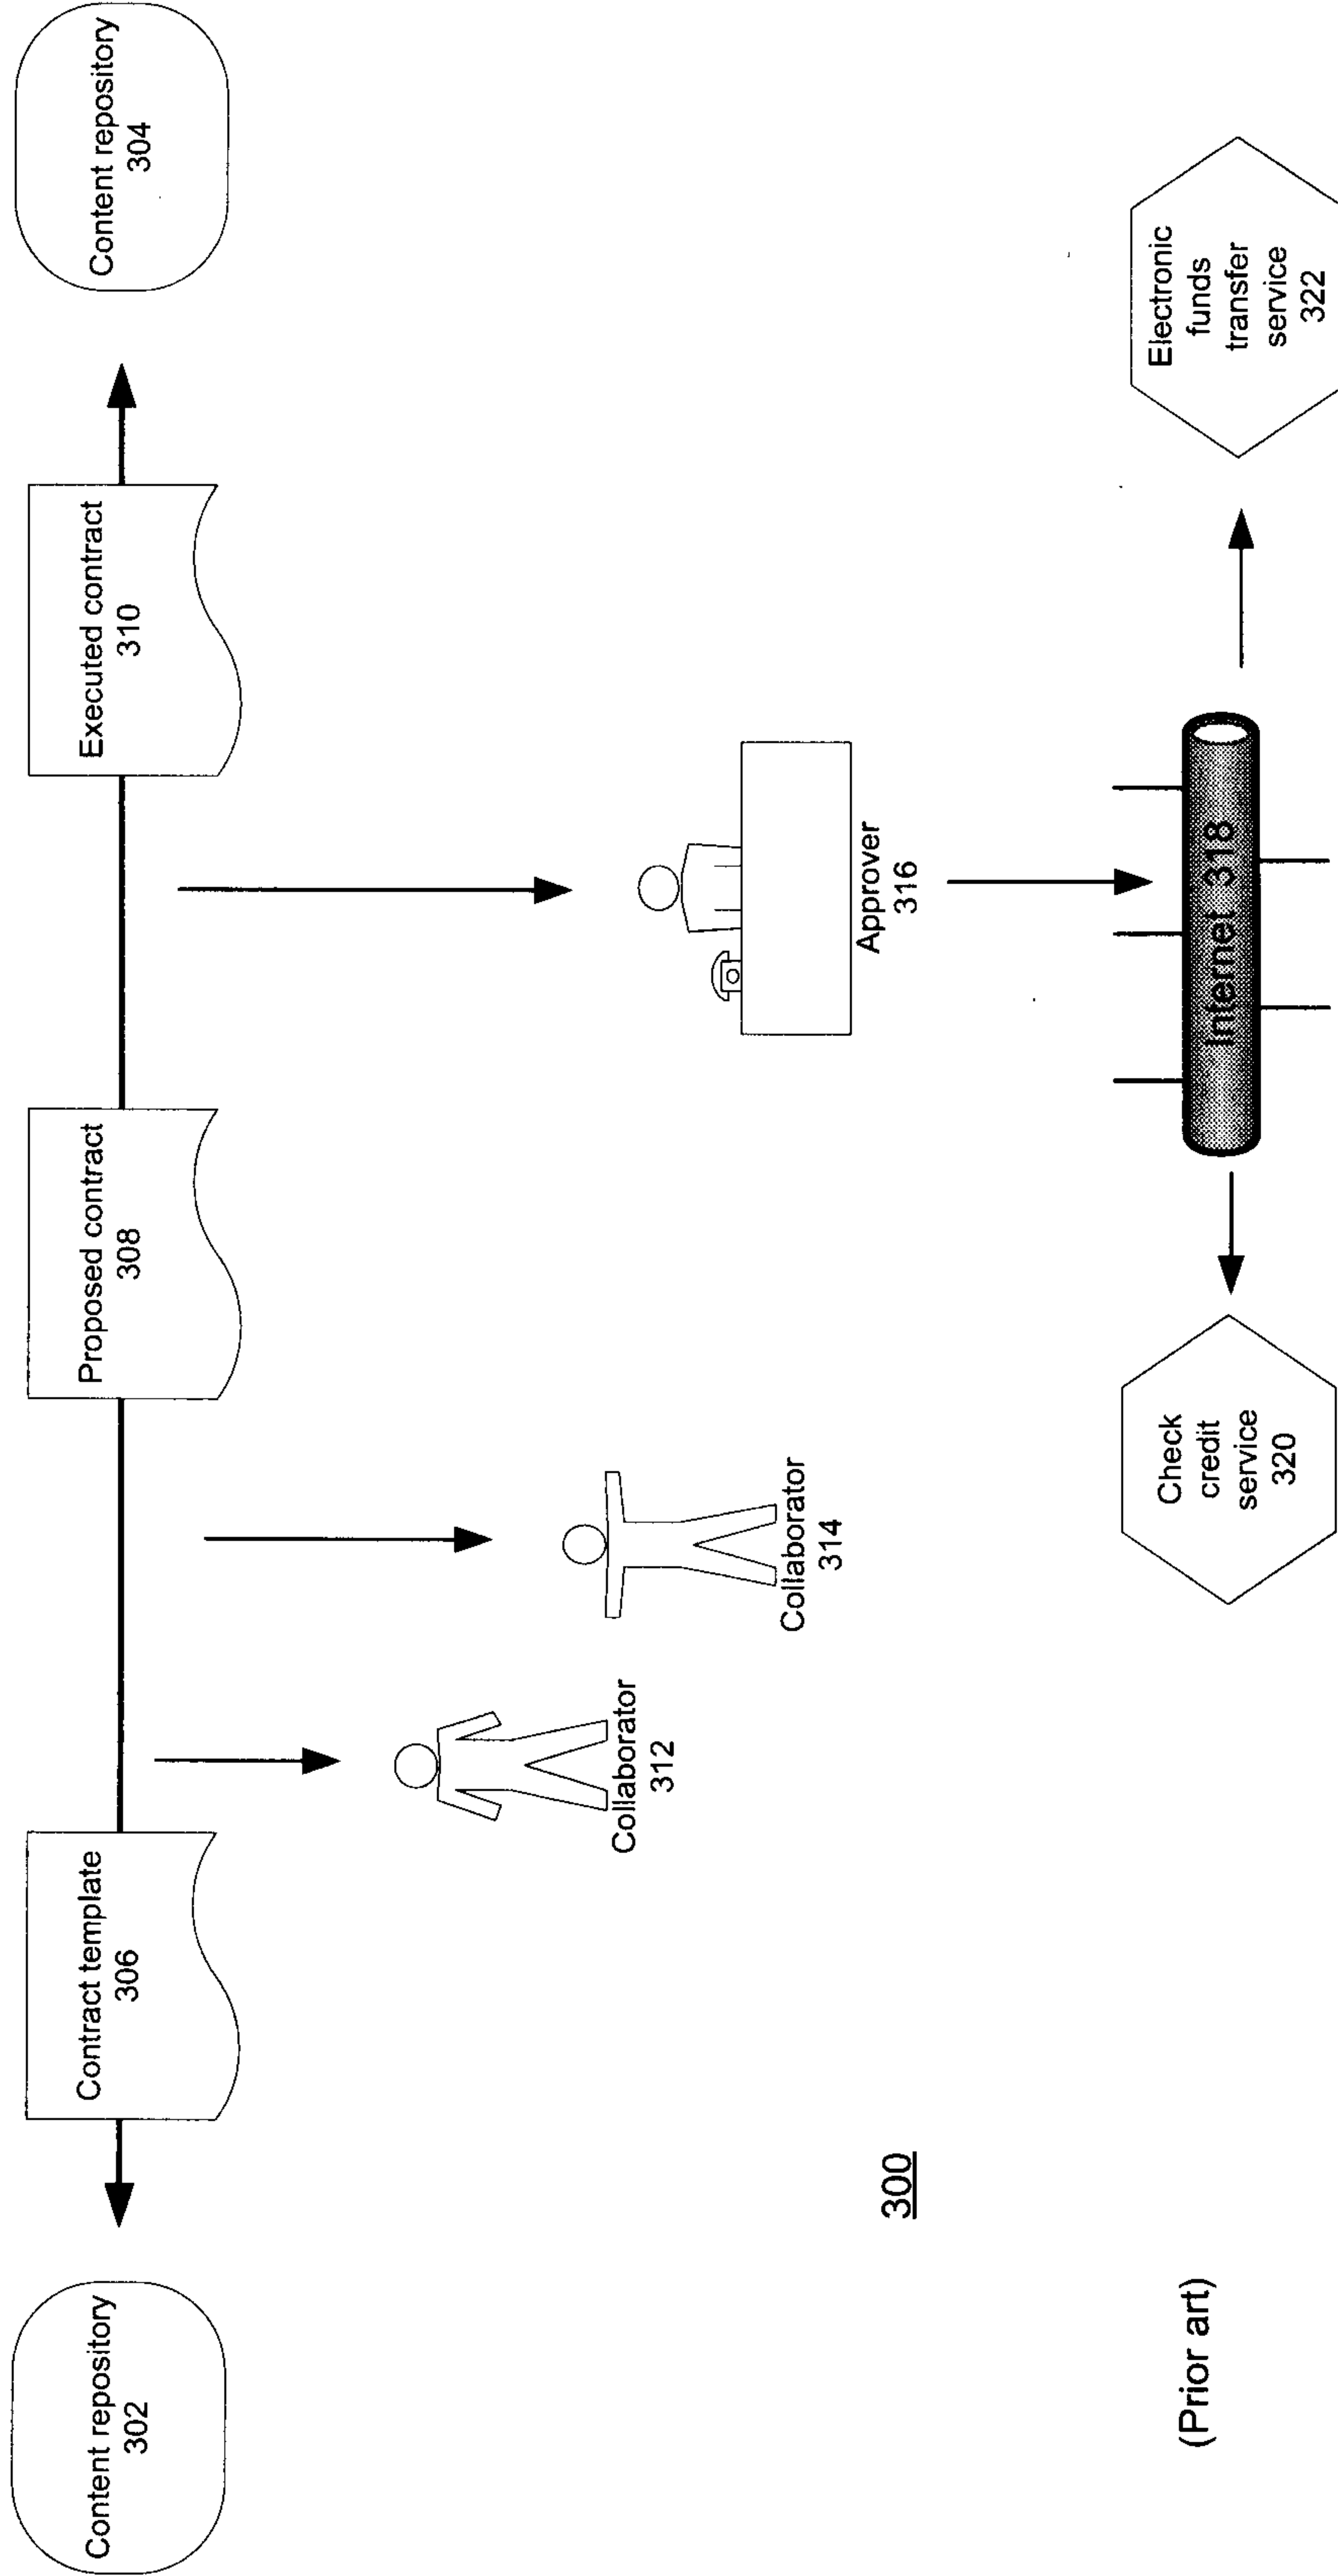 Content repository
302
Contract template
306
Proposed contract
308
Executed contract
310
Content repository
304
Collaborator
312
Collaborator
314
Approver
316
300
(Prior art)
Check
credit
service
320
Internet 318
Electronic
funds
transfer
service
322